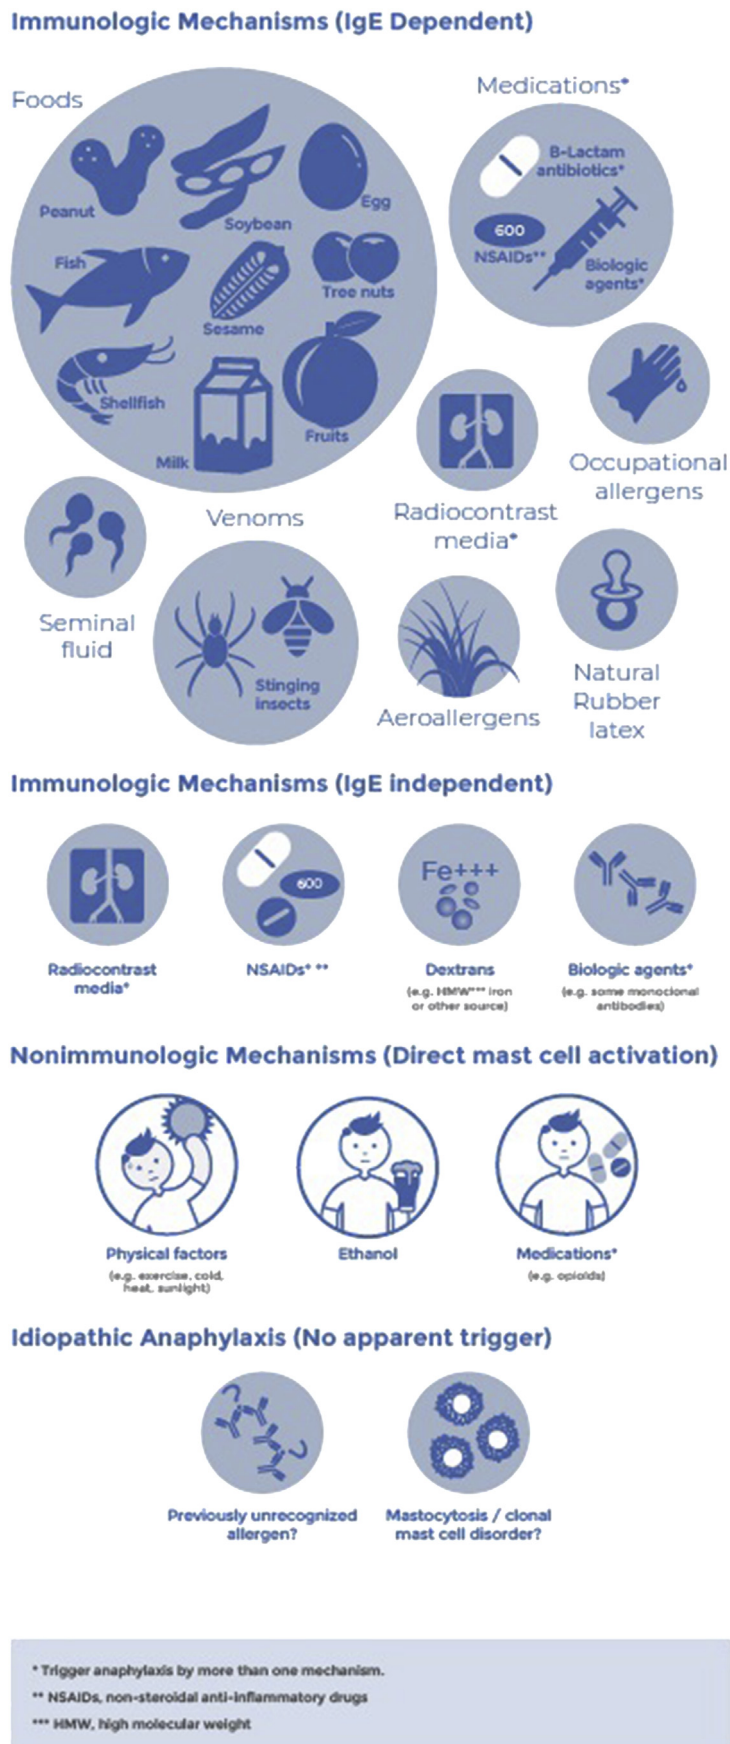 Immunologic Mechanisms (IgE Dependent)
Foods
Peanut
Soybean
Egg
Fish
Sesame
Tree nuts
Shellfish
Milk
Fruits
Medications*
B-Lactam
antibiotics*
600
NSAIDs**
Biologic
agents*
Occupational
allergens
Radiocontrast
media*
Seminal
fluid
Venoms
Stinging
insects
Aeroallergens
Natural
Rubber
latex
Immunologic Mechanisms (IgE independent)
600
Fe+++
Radiocontrast
media*
NSAIDs* **
Dextrans
(e.g. HMW*** iron
or other source)
Biologic agents*
(e.g. some monoclonal
antibodies)
Nonimmunologic Mechanisms (Direct mast cell activation)
Physical factors
(e.g. exercise, cold,
heat, sunlight)
Ethanol
Medications*
(e.g. opioids)
Idiopathic Anaphylaxis (No apparent trigger)
Previously unrecognized
allergen?
Mastocytosis / clonal
mast cell disorder?
* Trigger anaphylaxis by more than one mechanism.
** NSAIDs, non-steroidal anti-inflammatory drugs
*** HMW, high molecular weight